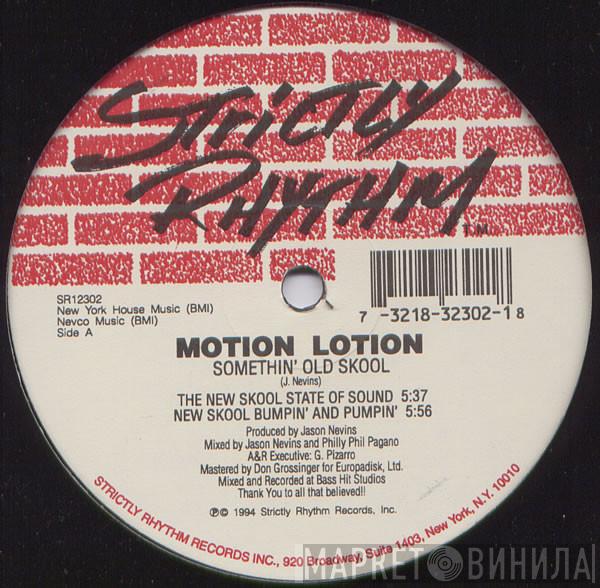 STRICTLY
RHYTHM
T.M.
SR12302
New York House Music (BMI)
Nevco Music (BMI)
Side A
7 -3218-32302-1 8
MOTION LOTION
SOMETHIN' OLD SKOOL
(J. Nevins)
THE NEW SKOOL STATE OF SOUND 5:37
NEW SKOOL BUMPIN' AND PUMPIN' 5:56
Produced by Jason Nevins
Mixed by Jason Nevins and Philly Phil Pagano
A&R Executive: G. Pizarro
Mastered by Don Grossinger for Europadisk, Ltd.
Mixed and Recorded at Bass Hit Studios
Thank You to all that believed!!
℗© 1994 Strictly Rhythm Records, Inc.
STRICTLY RHYTHM RECORDS INC., 920 Broadway, Suite 1403, New York, N.Y. 10010
МАРКЕТ ВИНИЛА